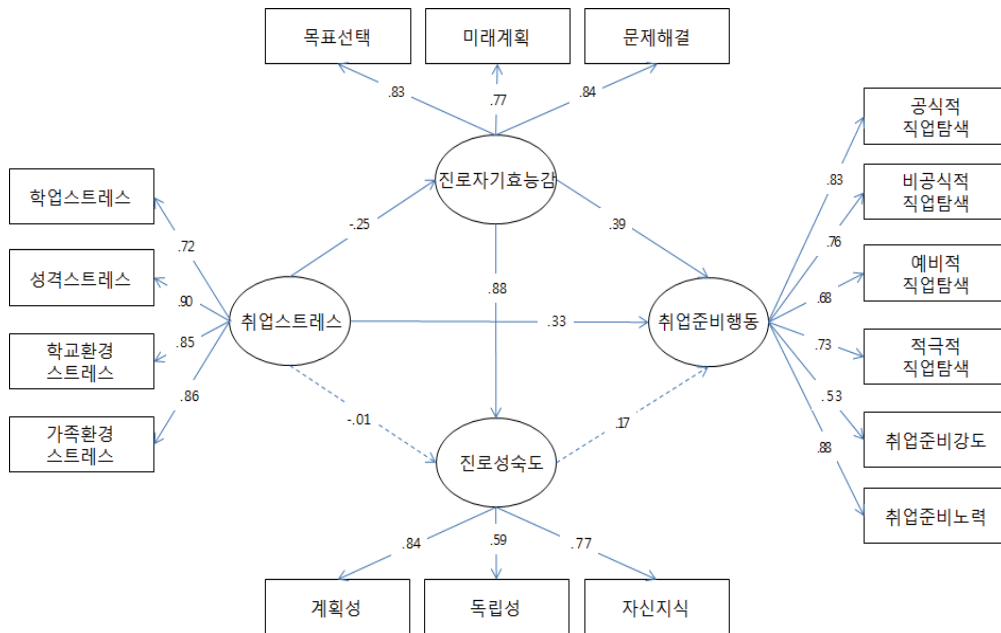 목표선택
미래계획
문제해결
.83
.77
.84
공식적
직업탐색
진로자기효능감
.83
비공식적
직업탐색
학업스트레스
-.25
.39
.76
.72
성격스트레스
.90
.88
예비적
직업탐색
.68
취업스트레스
.33
취업준비행동
.85
학교환경
스트레스
.73
적극적
직업탐색
.86
.53
가족환경
스트레스
-.01
.17
.88
취업준비강도
진로성숙도
취업준비노력
.84
.59
.77
계획성
독립성
자신지식